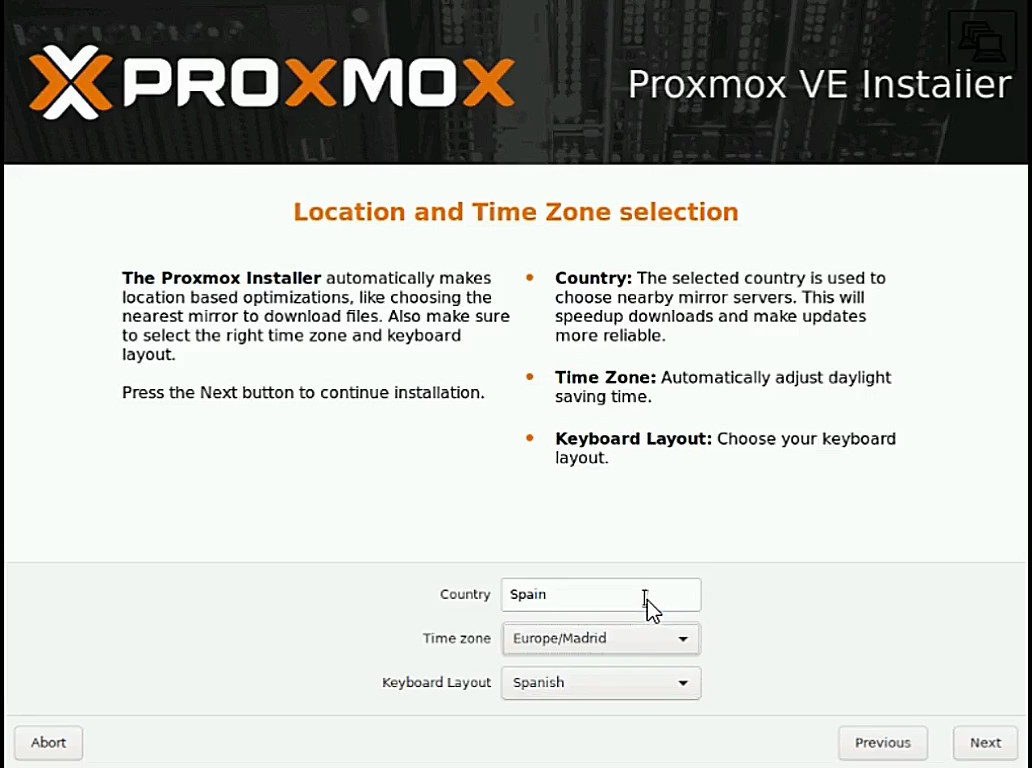 PROXMOX
Proxmox VE Installer
Location and Time Zone selection
The Proxmox Installer automatically makes
location based optimizations, like choosing the
nearest mirror to download files. Also make sure
to select the right time zone and keyboard
layout.
Press the Next button to continue installation.
Country: The selected country is used to
choose nearby mirror servers. This will
speedup downloads and make updates
more reliable.
Time Zone: Automatically adjust daylight
saving time.
Keyboard Layout: Choose your keyboard
layout.
Country Spain
Time zone Europe/Madrid
Keyboard Layout Spanish
Abort Previous Next